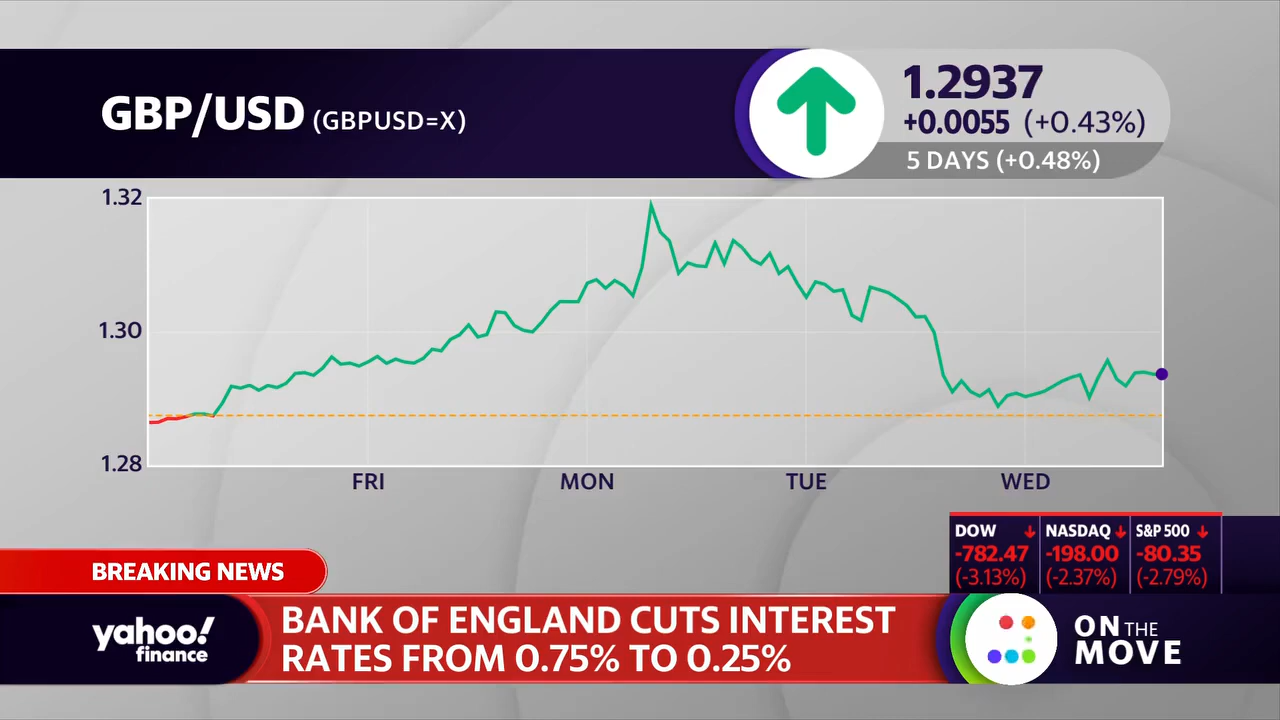 GBP/USD (GBPUSD=X)
1.2937
+0.0055 (+0.43%)
5 DAYS (+0.48%)
1.32
1.30
1.28
FRI MON TUE WED
DOW NASDAQ S&P 500
-782.47 -198.00 -80.35
(-3.13%) (-2.37%) (-2.79%)
BREAKING NEWS
yahoo!
finance
BANK OF ENGLAND CUTS INTEREST
RATES FROM 0.75% TO 0.25%
ON THE
MOVE